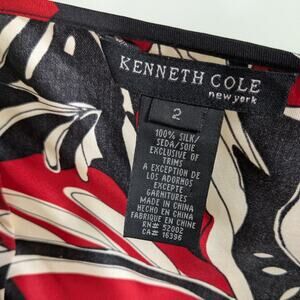 KENNETH COLE
new york
2
100% SILK/
SEDA/SOIE
EXCLUSIVE OF
TRIMS
A EXCEPCION DE
LOS ADORNOS
EXCEPTE
GARNITURES
MADE IN CHINA
HECHO EN CHINA
FABRIQUE EN CHINE
RN# 52002
CA# 16396